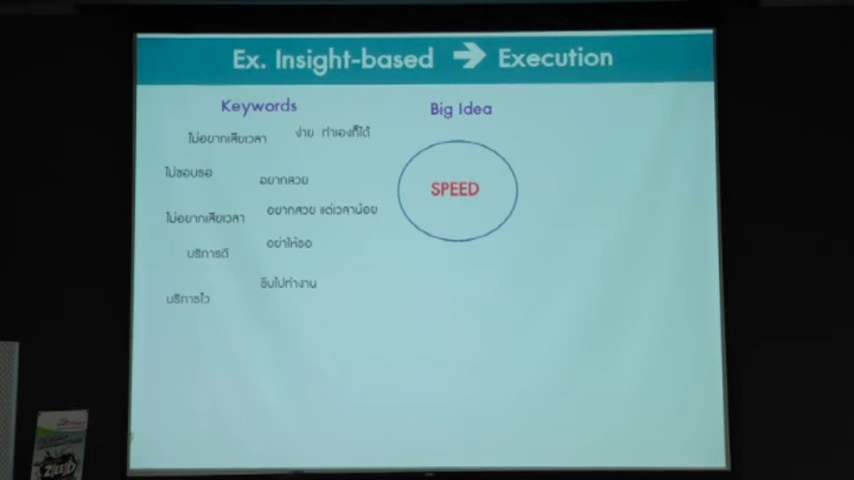 Ex. Insight-based → Execution
Keywords
Big Idea
ไม่อยากเสียเวลา
ง่าย ทำเองก็ได้
ไม่ชอบรอ
อยากสวย
SPEED
ไม่อยากเสียเวลา
อยากสวย แต่เวลาน้อย
บริการดี
อย่าให้รอ
รีบไปทำงาน
บริการไว